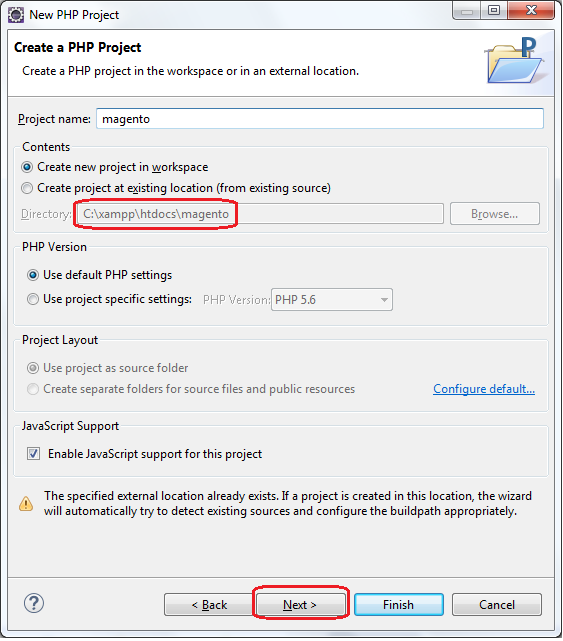 New PHP Project
Create a PHP Project
Create a PHP project in the workspace or in an external location.
P
Project name: magento
Contents
Create new project in workspace
Create project at existing location (from existing source)
Directory: C:\xampp\htdocs\magento Browse...
PHP Version
Use default PHP settings
Use project specific settings: PHP Version: PHP 5.6
Project Layout
Use project as source folder
Create separate folders for source files and public resources Configure default...
JavaScript Support
Enable JavaScript support for this project
The specified external location already exists. If a project is created in this location, the wizard
will automatically try to detect existing sources and configure the buildpath appropriately.
? < Back Next > Finish Cancel